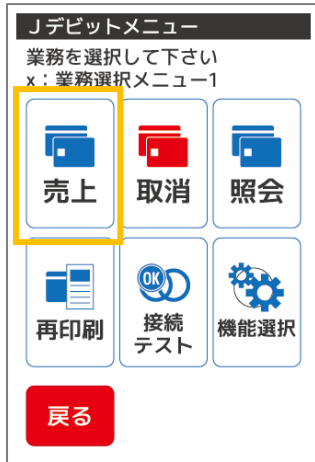 Jデビットメニュー
業務を選択して下さい
x：業務選択メニュー1
売上
取消
照会
再印刷
OK
接続
テスト
機能選択
戻る